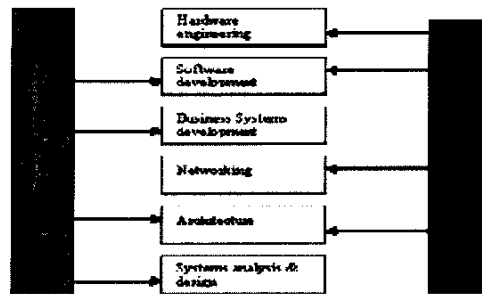 Hardware
engineering
Software
development
Business Systems
development
Networking
Architecture
Systems analysis &
design